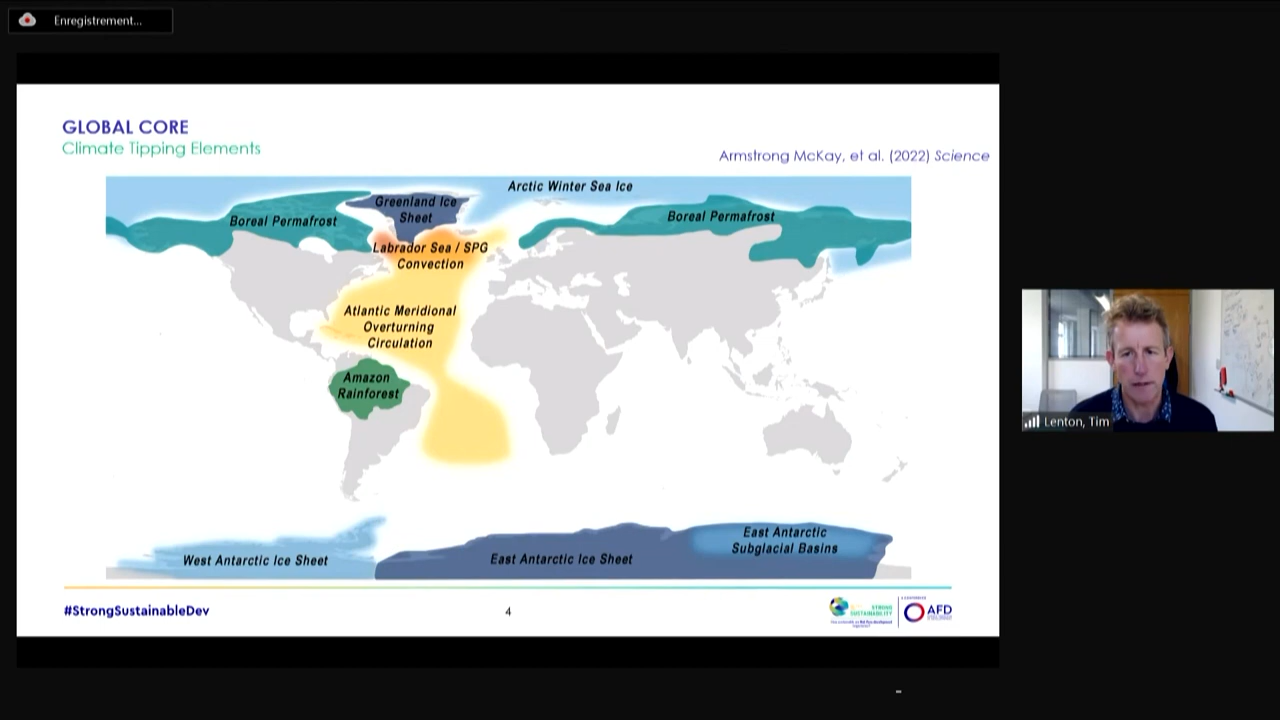 Enregistrement...
GLOBAL CORE
Climate Tipping Elements
Armstrong McKay, et al. (2022) Science
Arctic Winter Sea Ice
Greenland Ice
Sheet
Boreal Permafrost
Boreal Permafrost
Labrador Sea / SPG
Convection
Atlantic Meridional
Overturning
Circulation
Amazon
Rainforest
East Antarctic
Subglacial Basins
West Antarctic Ice Sheet
East Antarctic Ice Sheet
#StrongSustainableDev
4
STRONG
SUSTAINABILITY
AFD
Lenton, Tim